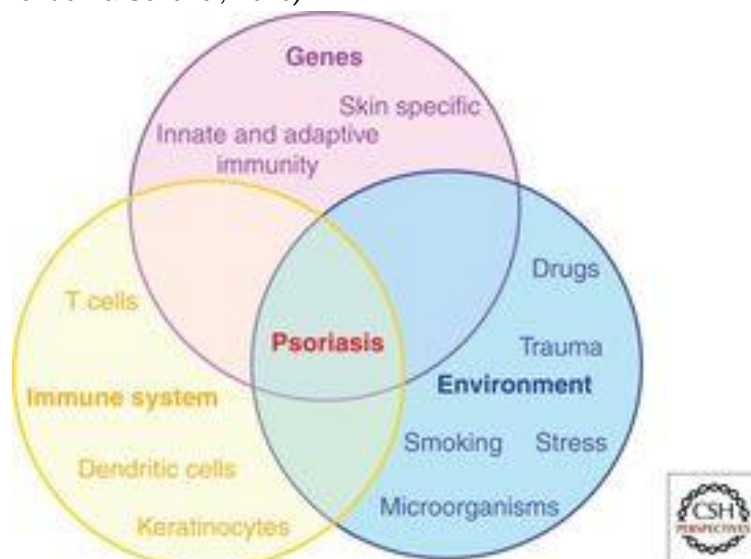 Genes
Skin specific
Innate and adaptive
immunity
Drugs
T cells
Psoriasis
Trauma
Environment
Immune system
Smoking Stress
Dendritic cells
Microorganisms
Keratinocytes
CSH
PERSPECTIVES